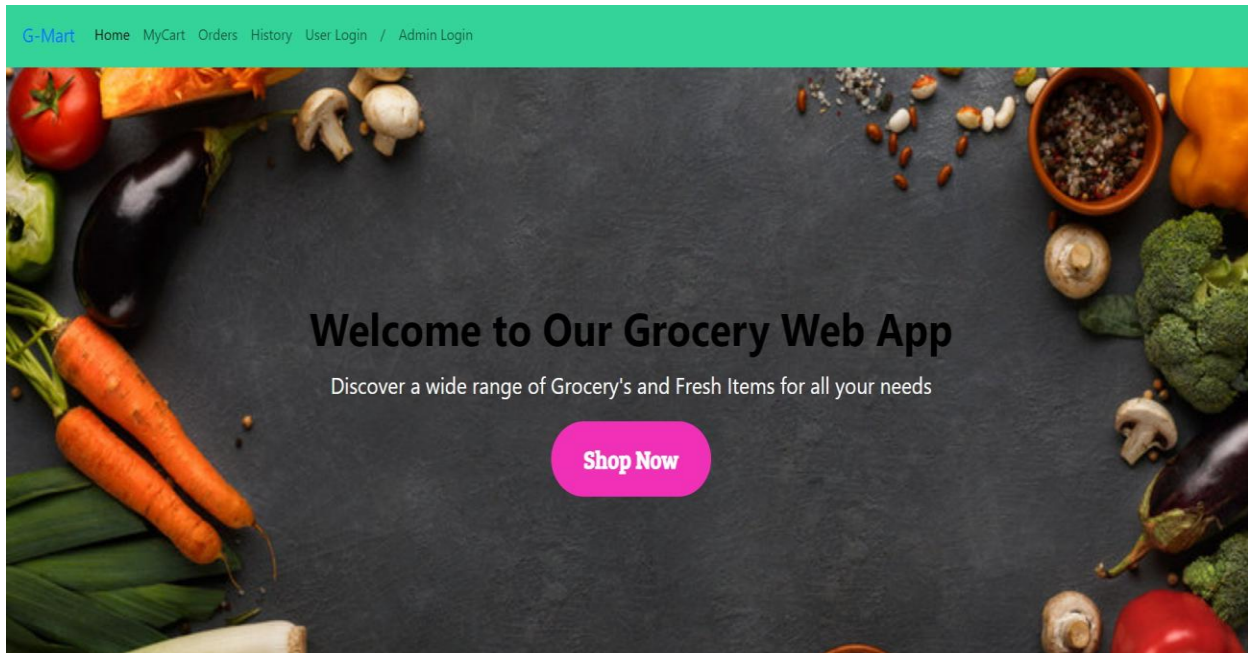 G-Mart Home MyCart Orders History User Login / Admin Login
Welcome to Our Grocery Web App
Discover a wide range of Grocery's and Fresh Items for all your needs
Shop Now